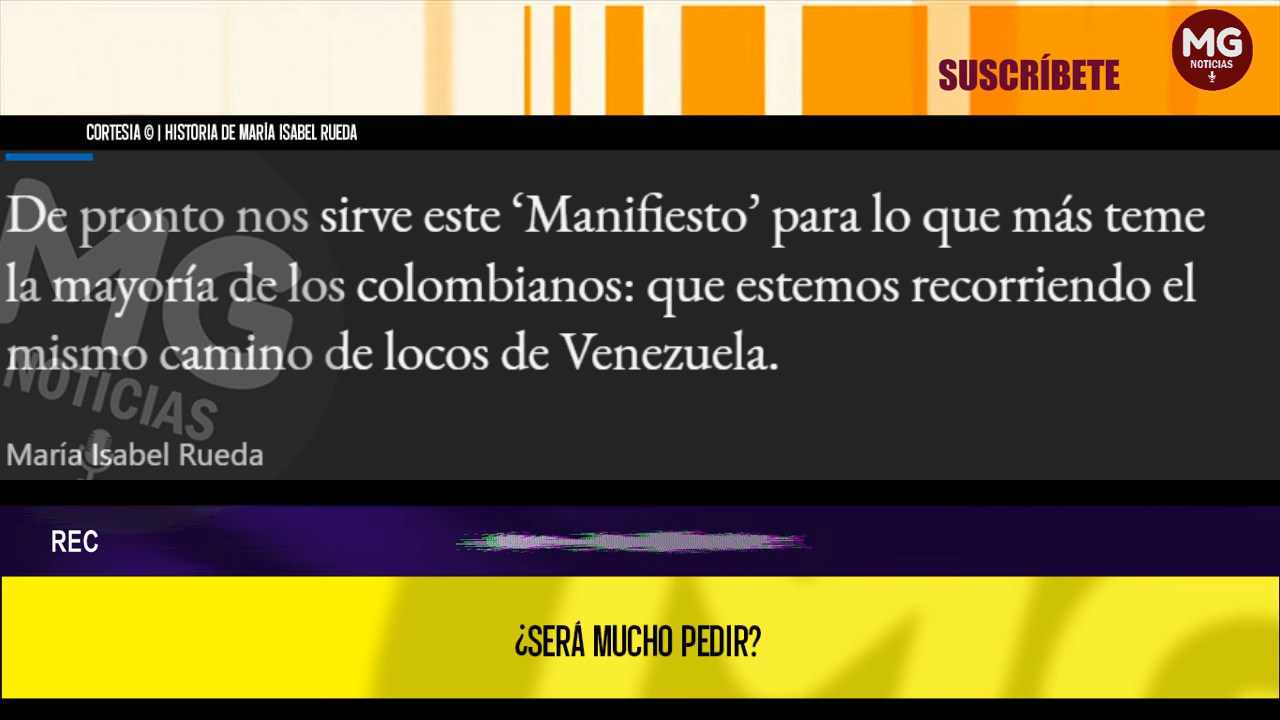 SUSCRÍBETE
MG
NOTICIAS
CORTESIA © | HISTORIA DE MARÍA ISABEL RUEDA
De pronto nos sirve este ‘Manifiesto’ para lo que más teme
la mayoría de los colombianos: que estemos recorriendo el
mismo camino de locos de Venezuela.
MG
NOTICIAS
María Isabel Rueda
REC
¿SERÁ MUCHO PEDIR?